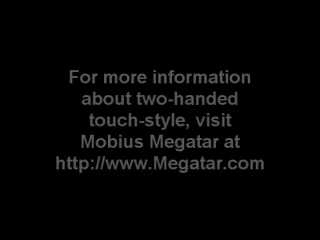 For more information
about two-handed
touch-style, visit
Mobius Megatar at
http://www.Megatar.com